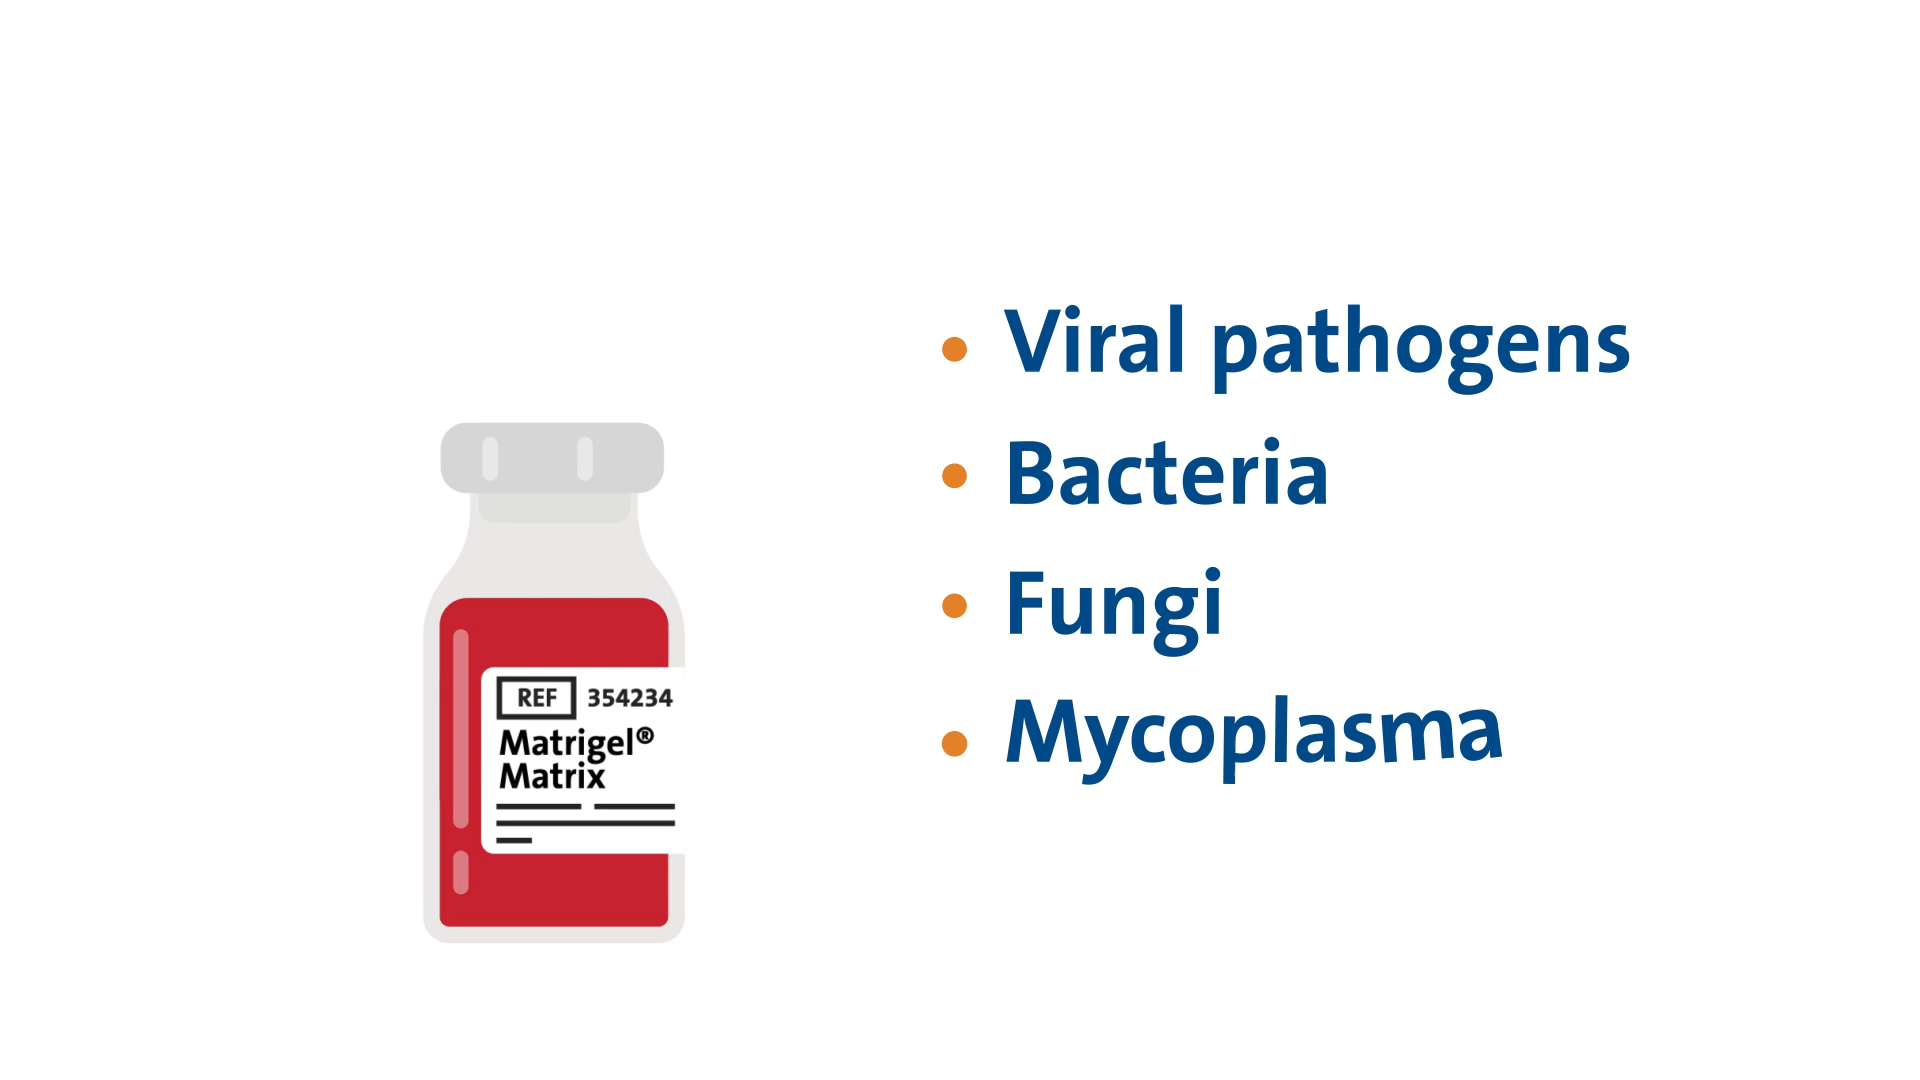 Viral pathogens
Bacteria
Fungi
Mycoplasma
REF 354234
Matrigel®
Matrix